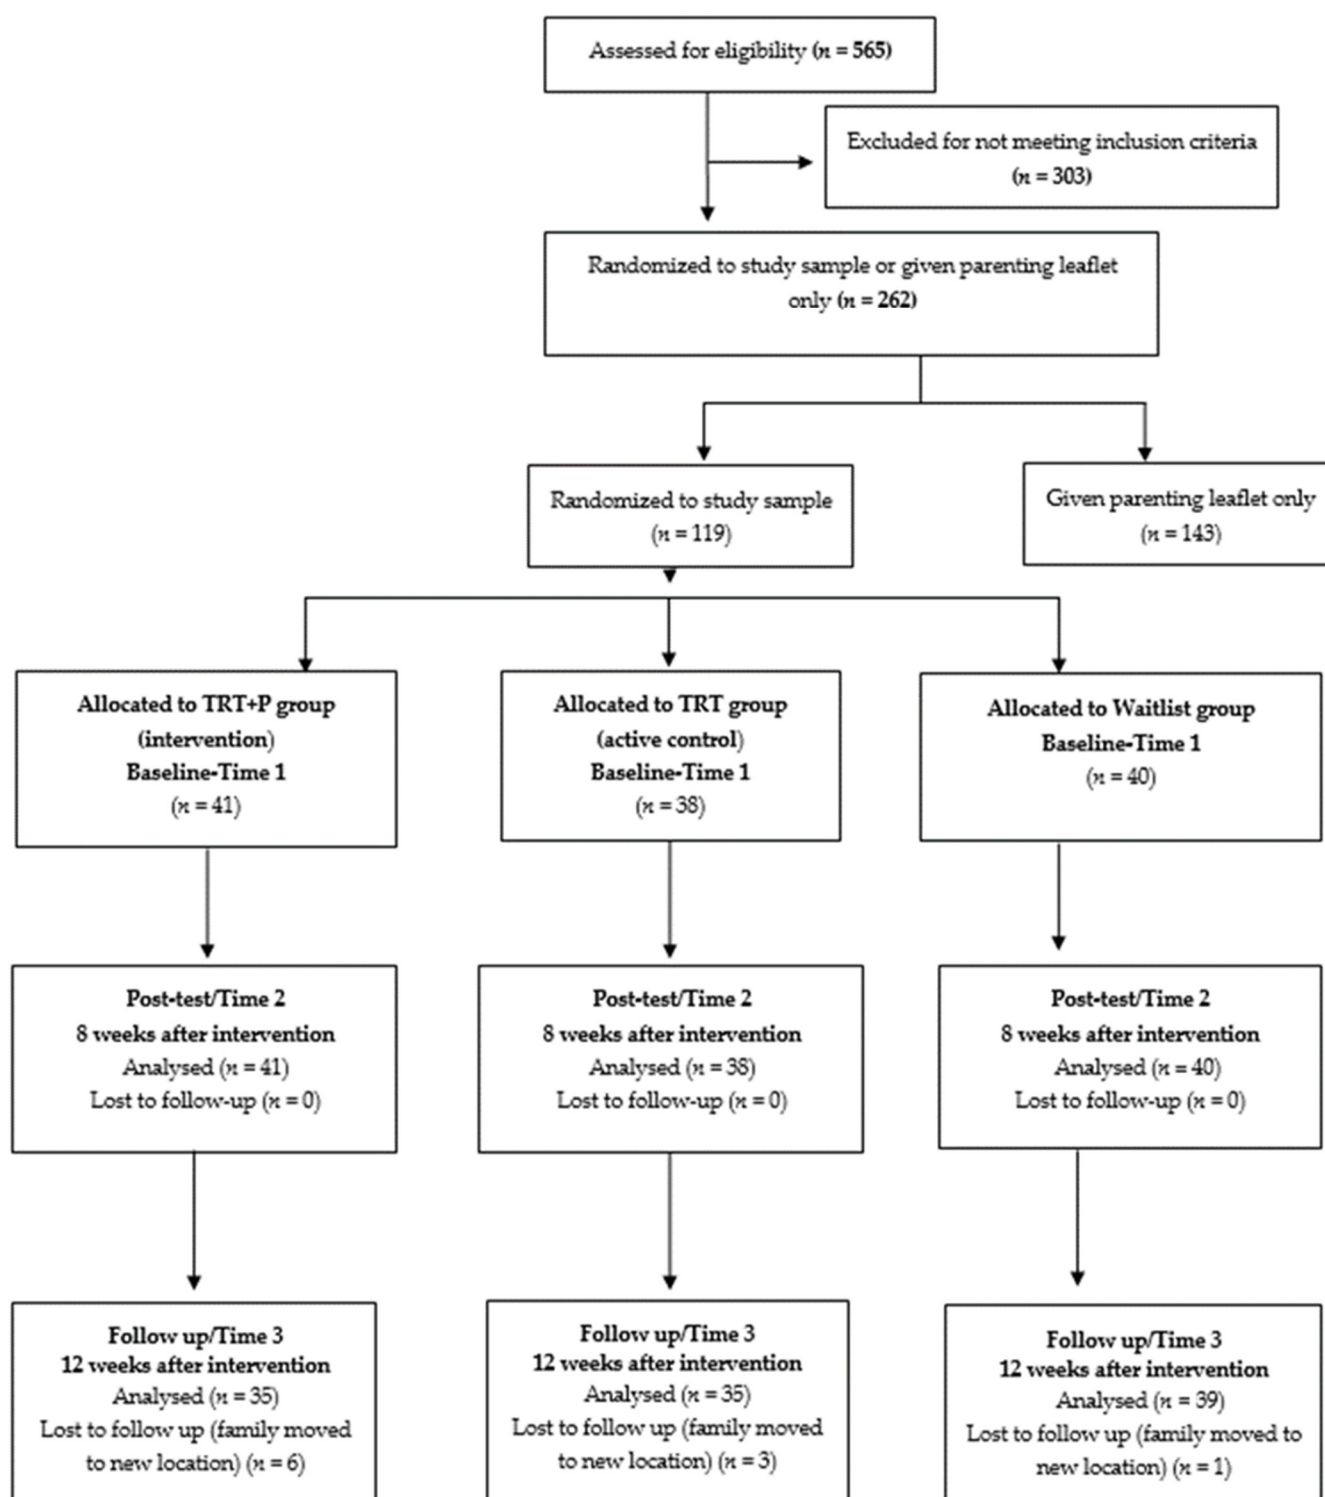 Assessed for eligibility (n = 565)
Excluded for not meeting inclusion criteria
(n = 303)
Randomized to study sample or given parenting leaflet
only (n = 262)
Randomized to study sample
(n = 119)
Given parenting leaflet only
(n = 143)
Allocated to TRT+P group
(intervention)
Baseline-Time 1
(n = 41)
Allocated to TRT group
(active control)
Baseline-Time 1
(n = 38)
Allocated to Waitlist group
Baseline-Time 1
(n = 40)
Post-test/Time 2
8 weeks after intervention
Analysed (n = 41)
Lost to follow-up (n = 0)
Post-test/Time 2
8 weeks after intervention
Analysed (n = 38)
Lost to follow-up (n = 0)
Post-test/Time 2
8 weeks after intervention
Analysed (n = 40)
Lost to follow-up (n = 0)
Follow up/Time 3
12 weeks after intervention
Analysed (n = 35)
Lost to follow up (family moved
to new location) (n = 6)
Follow up/Time 3
12 weeks after intervention
Analysed (n = 35)
Lost to follow up (family moved
to new location) (n = 3)
Follow up/Time 3
12 weeks after intervention
Analysed (n = 39)
Lost to follow up (family moved to
new location) (n = 1)